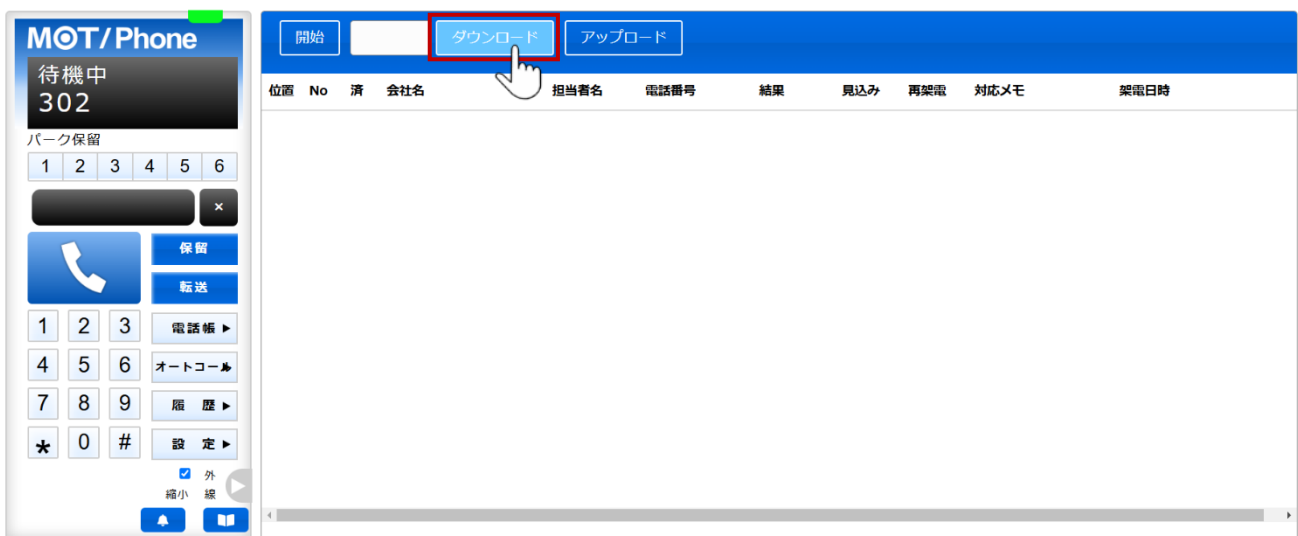 MOT/Phone
待機中
302
パーク保留
1 2 3 4 5 6
×
保留
転送
1 2 3 電話帳 ▶
4 5 6 オートコール ▶
7 8 9 履 歴 ▶
* 0 # 設 定 ▶
外
縮小 線
開始 ダウンロード アップロード
位置 No 済 会社名 担当者名 電話番号 結果 見込み 再架電 対応メモ 架電日時